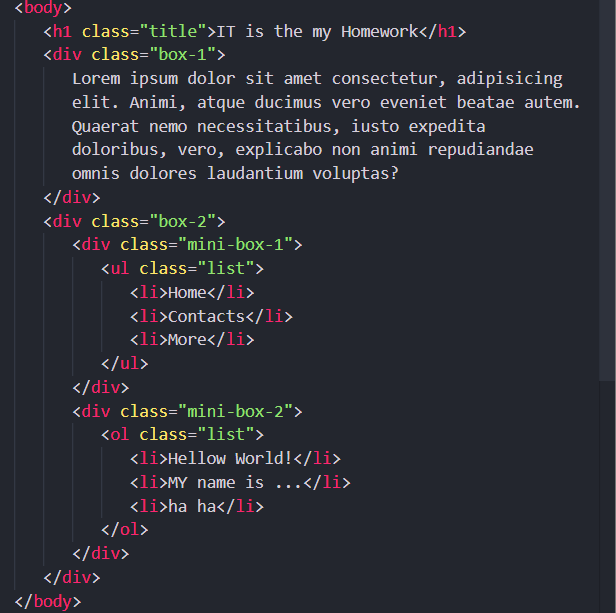 <body>
<h1 class="title">IT is the my Homework</h1>
<div class="box-1">
Lorem ipsum dolor sit amet consectetur, adipisicing
elit. Animi, atque ducimus vero eveniet beatae autem.
Quaerat nemo necessitatibus, iusto expedita
doloribus, vero, explicabo non animi repudiandae
omnis dolores laudantium voluptas?
</div>
<div class="box-2">
<div class="mini-box-1">
<ul class="list">
<li>Home</li>
<li>Contacts</li>
<li>More</li>
</ul>
</div>
<div class="mini-box-2">
<ol class="list">
<li>Hellow World!</li>
<li>MY name is ...</li>
<li>ha ha</li>
</ol>
</div>
</div>
</body>